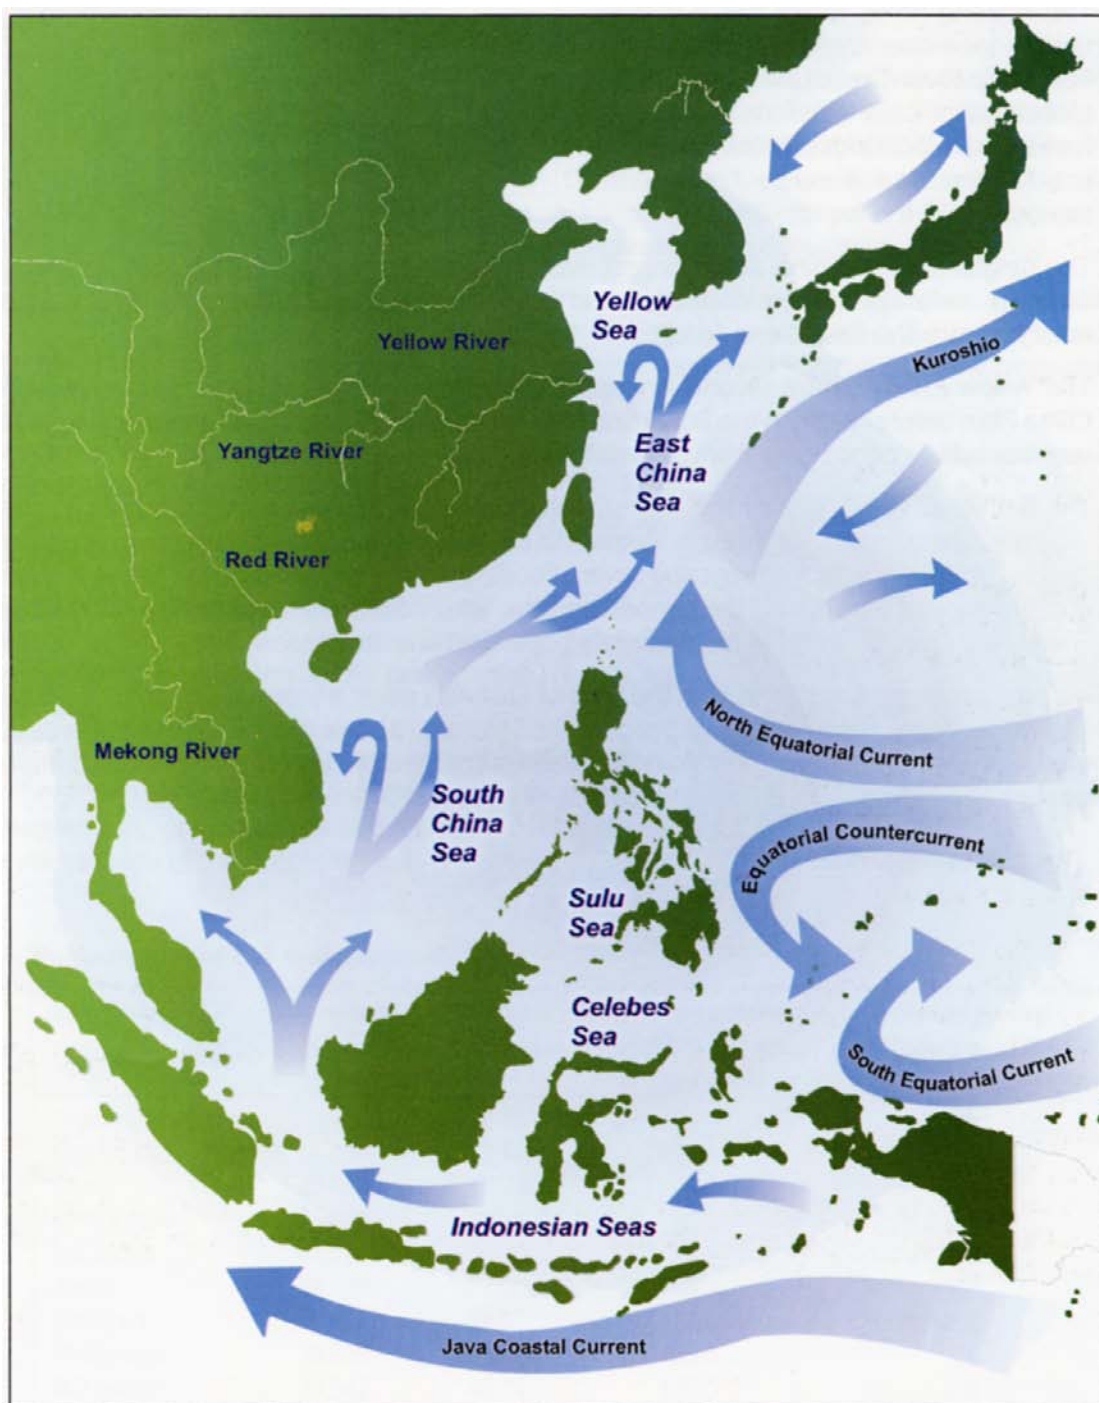 Yellow
Sea
Yellow River
Kuroshio
Yangtze River
East
China
Sea
Red River
North Equatorial Current
Mekong River
South
China
Sea
Equatorial Countercurrent
Sulu
Sea
Celebes
Sea
South Equatorial Current
Indonesian Seas
Java Coastal Current